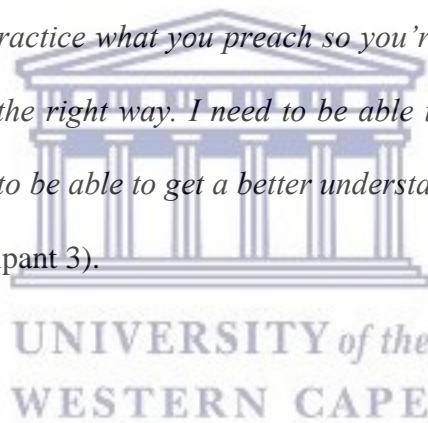 ractice what you preach so you're
the right way. I need to be able
to be able to get a better understa
pant 3).
UNIVERSITY of the
WESTERN CAPE